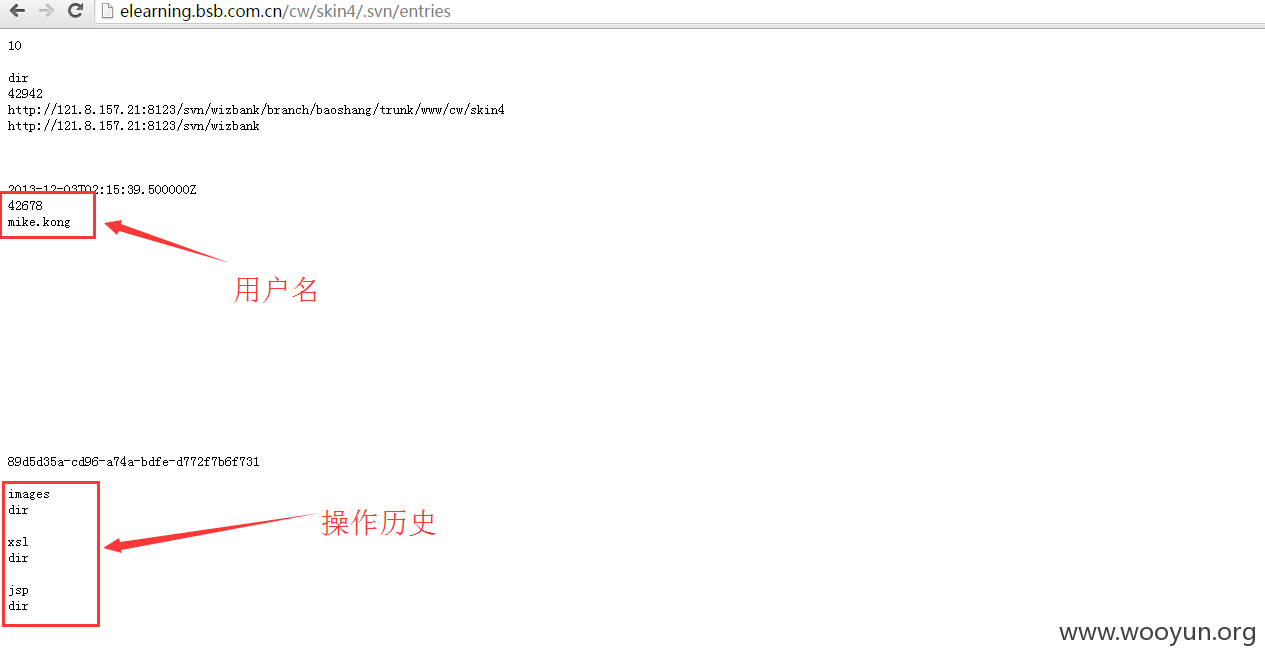 elearning.bsb.com.cn/cw/skin4/.svn/entries
10
dir
42942
http://121.8.157.21:8123/svn/wizbank/branch/baoshang/trunk/www/cw/skin4
http://121.8.157.21:8123/svn/wizbank
2013-12-03T02:15:39.500000Z
42678
mike.kong
用户名
89d5d35a-cd96-a74a-bdfe-d772f7b6f731
images
dir
操作历史
xsl
dir
jsp
dir
www.wooyun.org